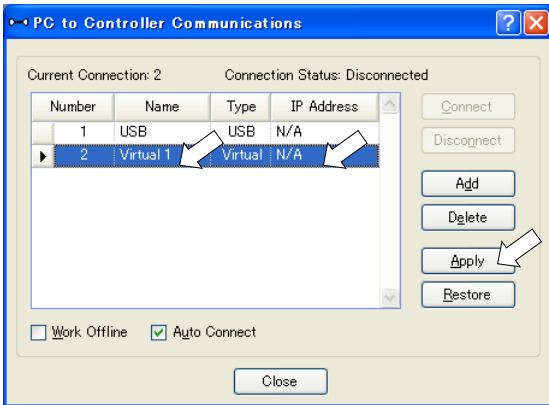 PC to Controller Communications
Current Connection: 2 Connection Status: Disconnected
Number Name Type IP Address
1 USB USB N/A
2 Virtual 1 Virtual N/A
Connect
Disconnect
Add
Delete
Apply
Restore
Work Offline Auto Connect
Close